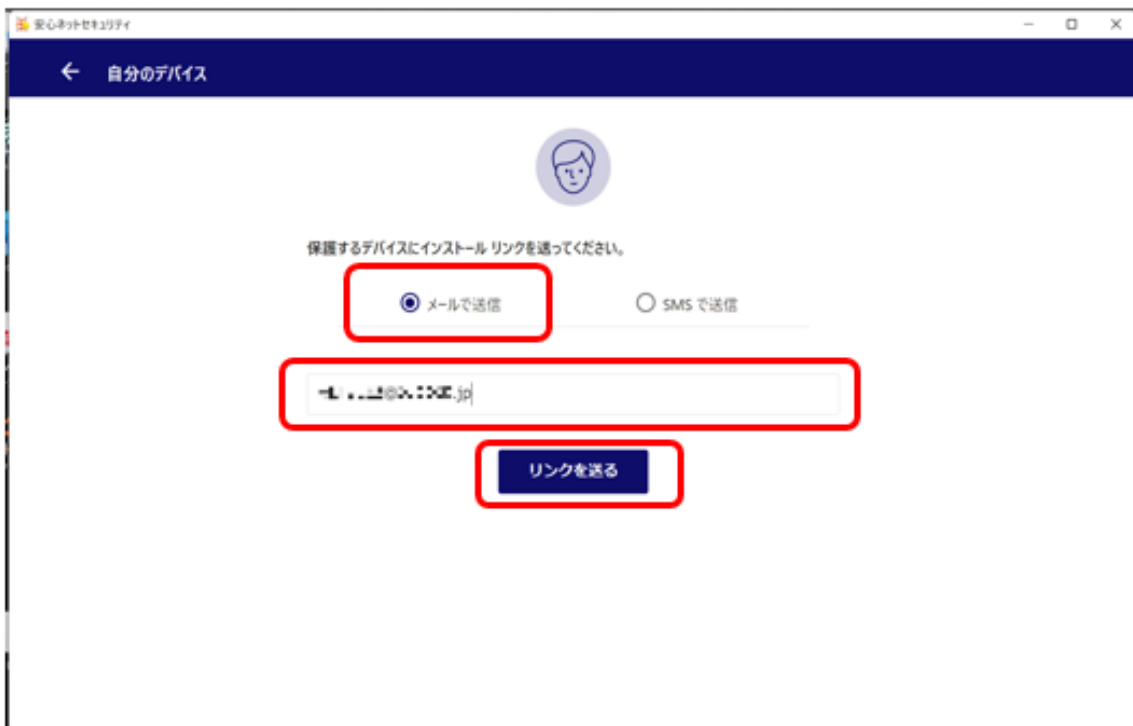 安心ネットセキュリティ
自分のデバイス
保護するデバイスにインストール リンクを送ってください。
メールで送信
SMS で送信
.jp
リンクを送る